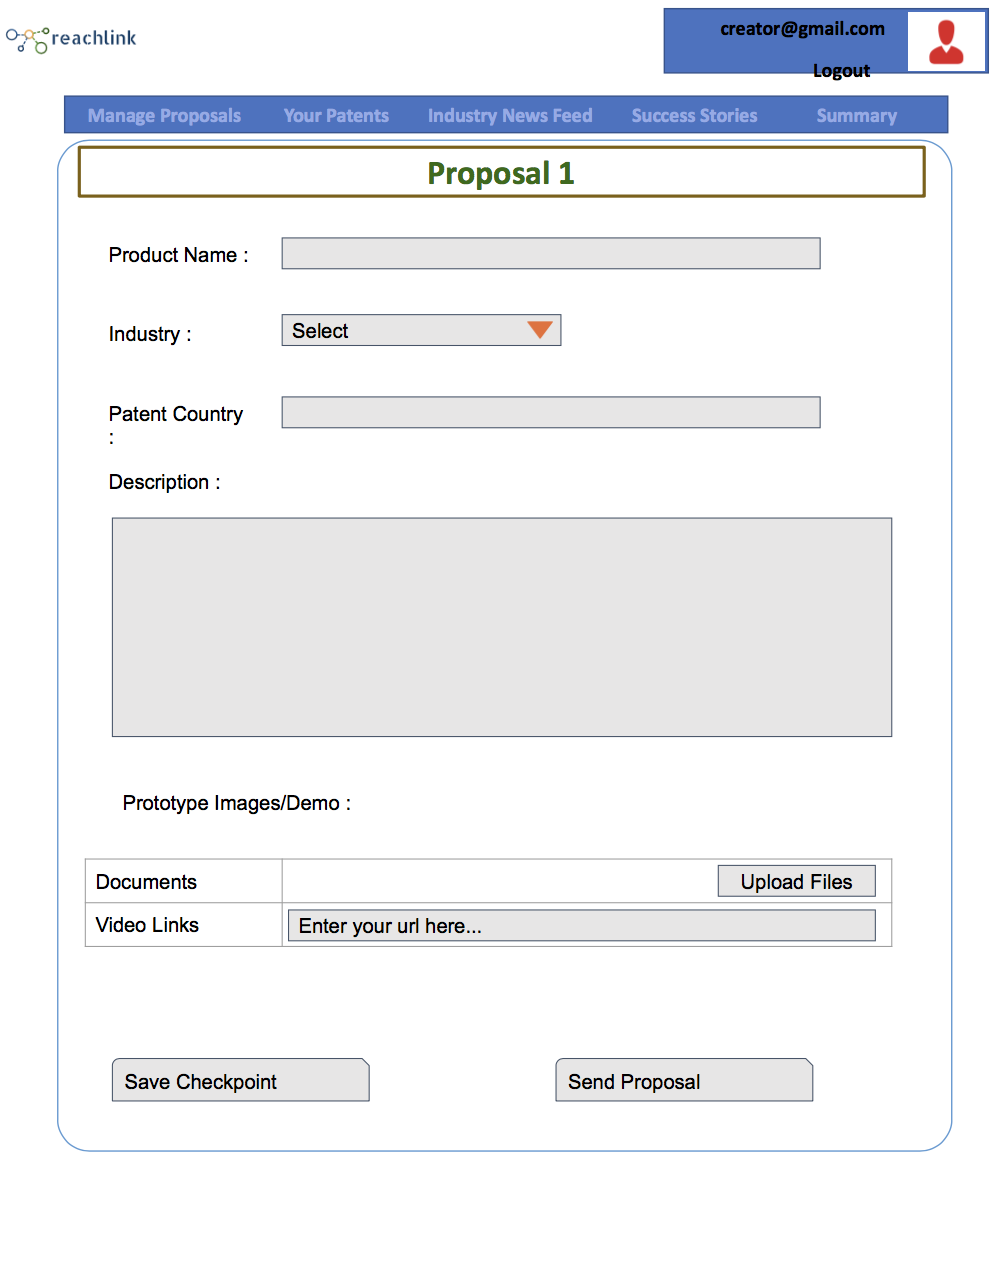 reachlink
creator@gmail.com
Logout
Manage Proposals Your Patents Industry News Feed Success Stories Summary
Proposal 1
Product Name :
Industry : Select
Patent Country
:
Description :
Prototype Images/Demo :
Documents Upload Files
Video Links Enter your url here...
Save Checkpoint Send Proposal